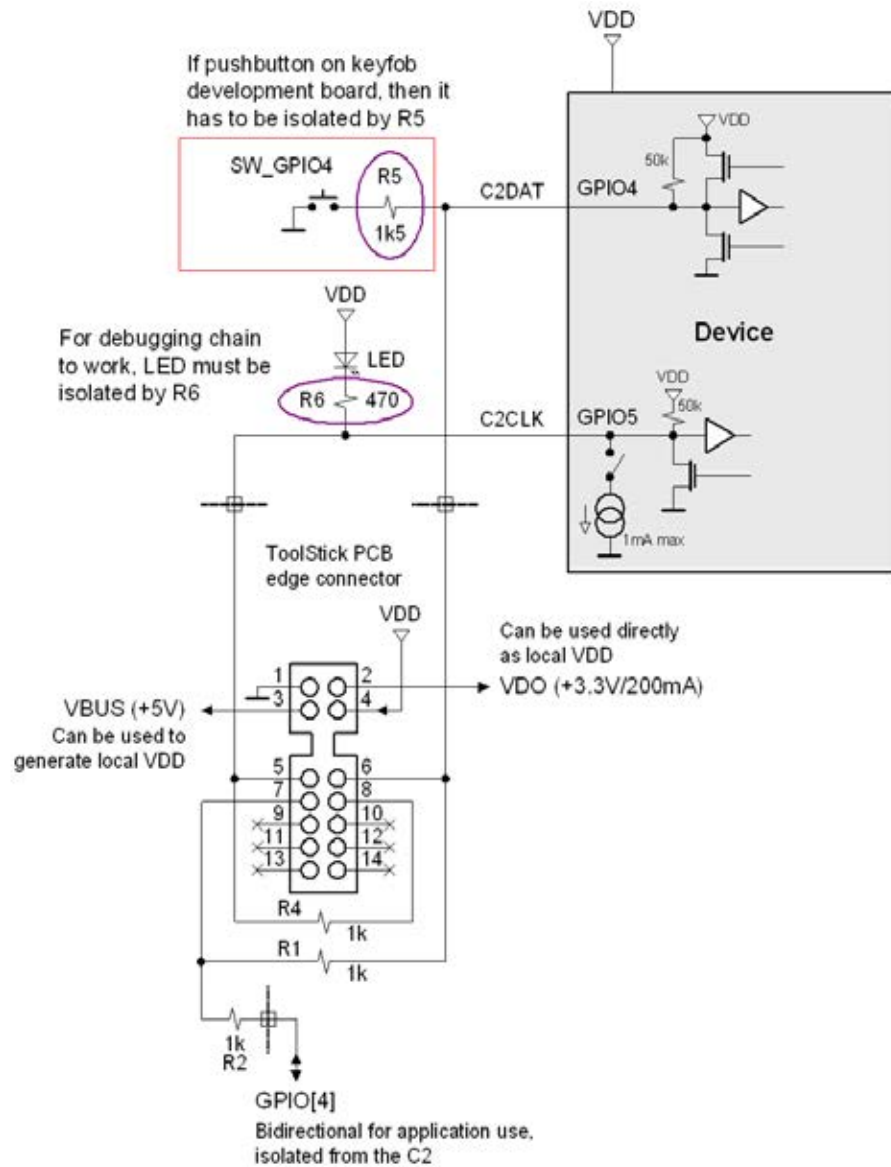 VDD
If pushbutton on keyfob
development board, then it
has to be isolated by R5
VDD
50k
SW_GPIO4
R5
1k5
C2DAT
GPIO4
VDD
For debugging chain
to work, LED must be
isolated by R6
LED
R6
470
Device
VDD
50k
C2CLK
GPIO5
1mA max
ToolStick PCB
edge connector
VDD
Can be used directly
as local VDD
VDO (+3.3V/200mA)
VBUS (+5V)
Can be used to
generate local VDD
1 2
3 4
5 6
7 8
9 10
11 12
13 14
R4
1k
R1
1k
1k
R2
GPIO[4]
Bidirectional for application use,
isolated from the C2